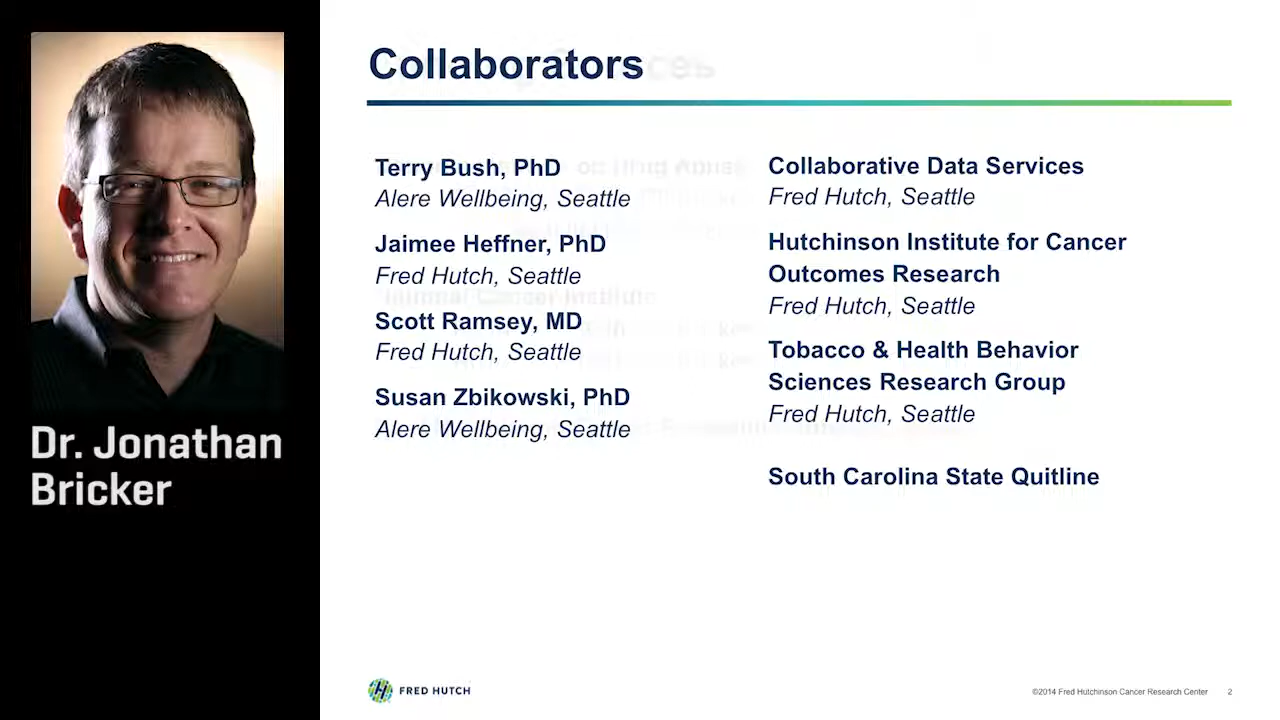 Dr. Jonathan
Bricker
Collaborators
Terry Bush, PhD
Alere Wellbeing, Seattle
Jaimee Heffner, PhD
Fred Hutch, Seattle
Scott Ramsey, MD
Fred Hutch, Seattle
Susan Zbikowski, PhD
Alere Wellbeing, Seattle
Collaborative Data Services
Fred Hutch, Seattle
Hutchinson Institute for Cancer
Outcomes Research
Fred Hutch, Seattle
Tobacco & Health Behavior
Sciences Research Group
Fred Hutch, Seattle
South Carolina State Quitline
FRED HUTCH
©2014 Fred Hutchinson Cancer Research Center
2